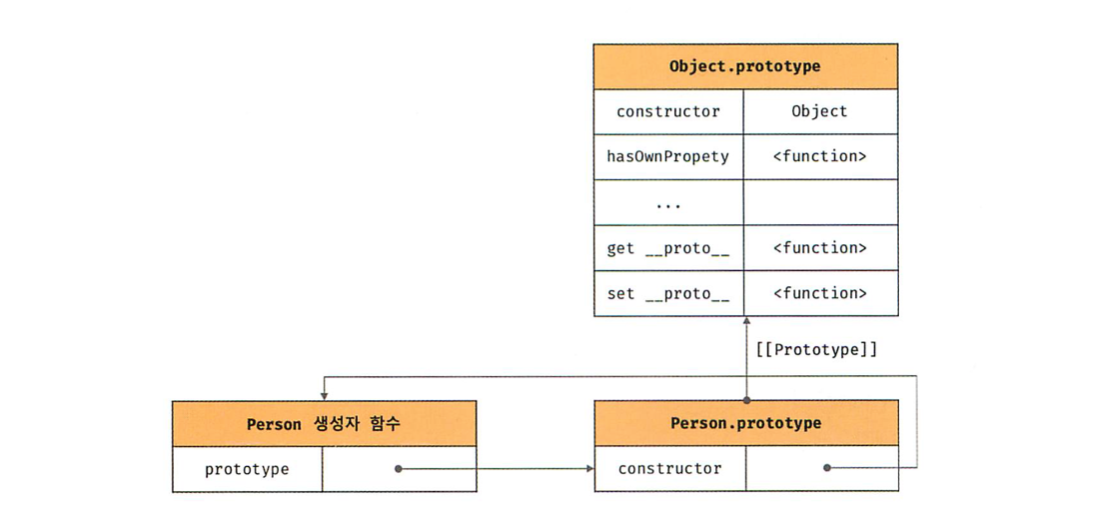 Object.prototype
constructor Object
hasOwnPropety <function>
...
get __proto__ <function>
set __proto__ <function>
[[Prototype]]
Person 생성자 함수
prototype
Person.prototype
constructor